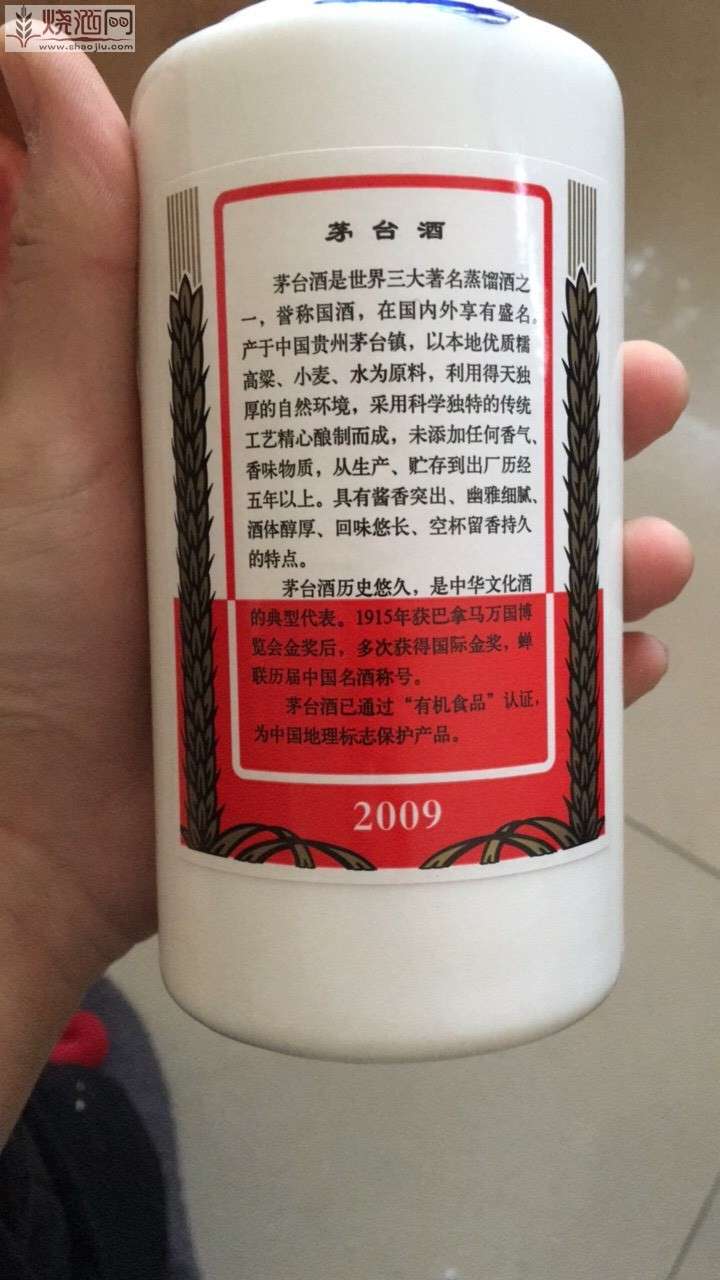 烧酒网
www.shaojiu.com
茅台酒
茅台酒是世界三大著名蒸馏酒之
一，誉称国酒，在国内外享有盛名。
产于中国贵州茅台镇，以本地优质糯
高粱、小麦、水为原料，利用得天独
厚的自然环境，采用科学独特的传统
工艺精心酿制而成，未添加任何香气、
香味物质，从生产、贮存到出厂历经
五年以上。具有酱香突出、幽雅细腻、
酒体醇厚、回味悠长、空杯留香持久
的特点。
茅台酒历史悠久，是中华文化酒
的典型代表。1915年获巴拿马万国博
览会金奖后，多次获得国际金奖，蝉
联历届中国名酒称号。
茅台酒已通过“有机食品”认证，
为中国地理标志保护产品。
2009